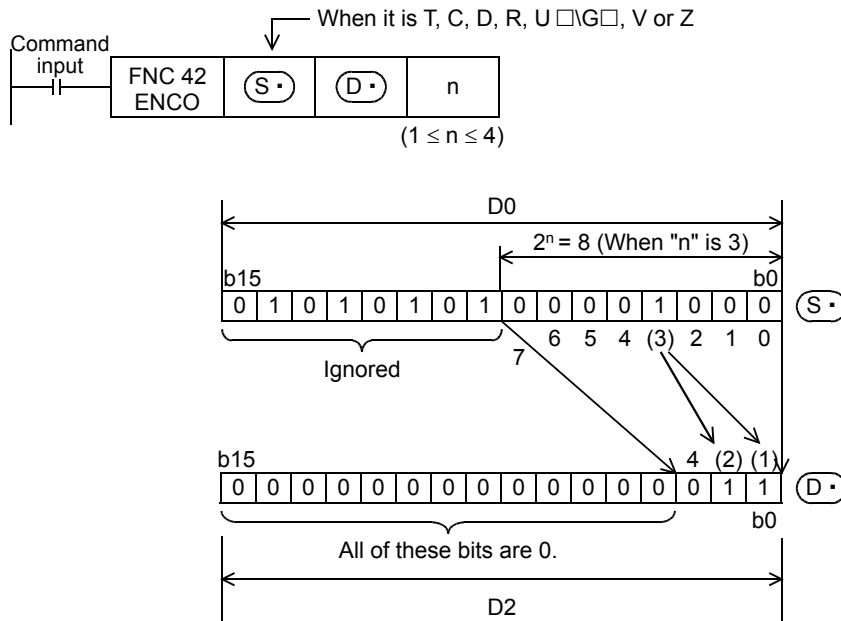 When it is T, C, D, R, U □\G□, V or Z
Command
input
FNC 42
ENCO
S· D· n
(1 ≤ n ≤ 4)
D0
2ⁿ = 8 (When "n" is 3)
b15 b0
0 1 0 1 0 1 0 1 0 0 0 0 1 0 0 0 S·
7 6 5 4 (3) 2 1 0
Ignored
b15 4 (2) (1)
0 0 0 0 0 0 0 0 0 0 0 0 0 0 1 1 D·
b0
All of these bits are 0.
D2